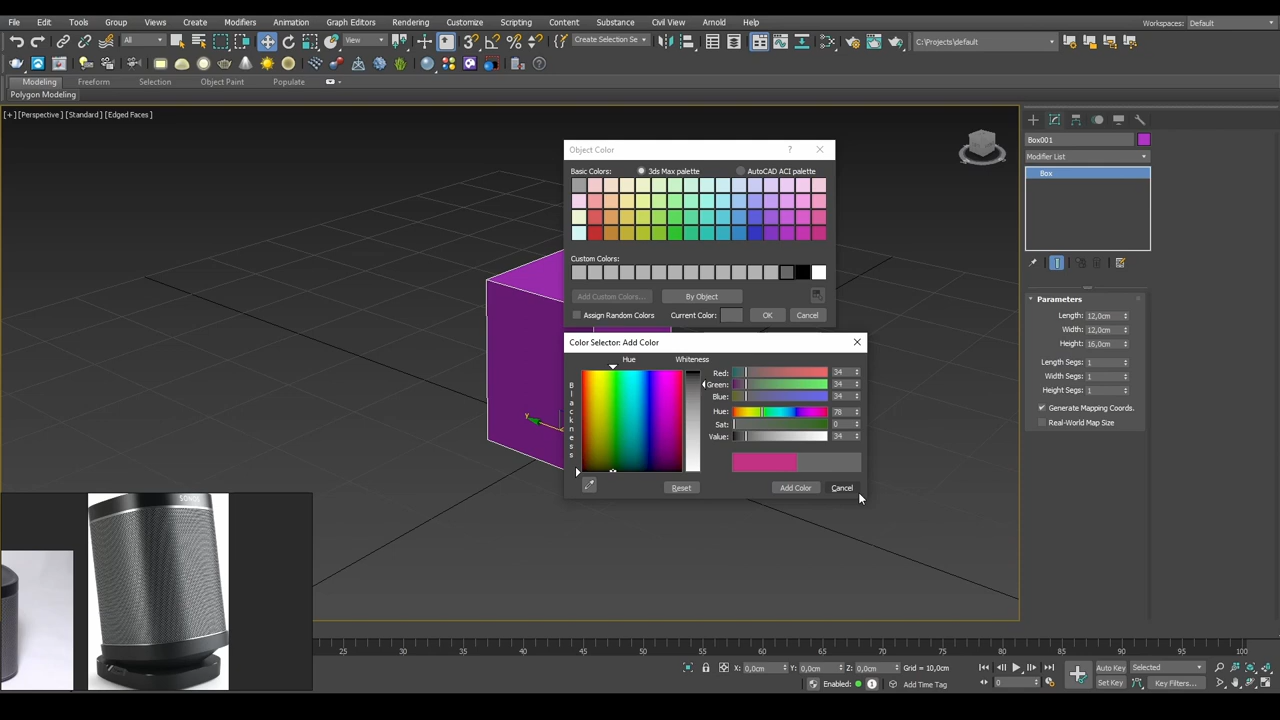 File Edit Tools Group Views Create Modifiers Animation Graph Editors Rendering Customize Scripting Content Substance Civil View Arnold Help
Workspaces: Default
All
View
Create Selection Se
C:\Projects\default
Modeling Freeform Selection Object Paint Populate
Polygon Modeling
[+] [Perspective] [Standard] [Edged Faces]
Object Color
?
Basic Colors: 3ds Max palette AutoCAD ACI palette
Custom Colors:
Add Custom Colors... By Object
Assign Random Colors Current Color: OK Cancel
Color Selector: Add Color
Hue Whiteness
Blackness
Red: 34
Green: 34
Blue: 34
Hue: 78
Sat: 0
Value: 34
Reset Add Color Cancel
Y
Box001
Modifier List
Box
Parameters
Length: 12,0cm
Width: 12,0cm
Height: 16,0cm
Length Segs: 1
Width Segs: 1
Height Segs: 1
Generate Mapping Coords.
Real-World Map Size
SONOS
25 30 35 40 45 50 55 60 65 70 75 80 85 90 95 100
X: 0,0cm Y: 0,0cm Z: 0,0cm Grid = 10,0cm
Auto Key Selected
Enabled: 1 Add Time Tag
0
Set Key Key Filters...